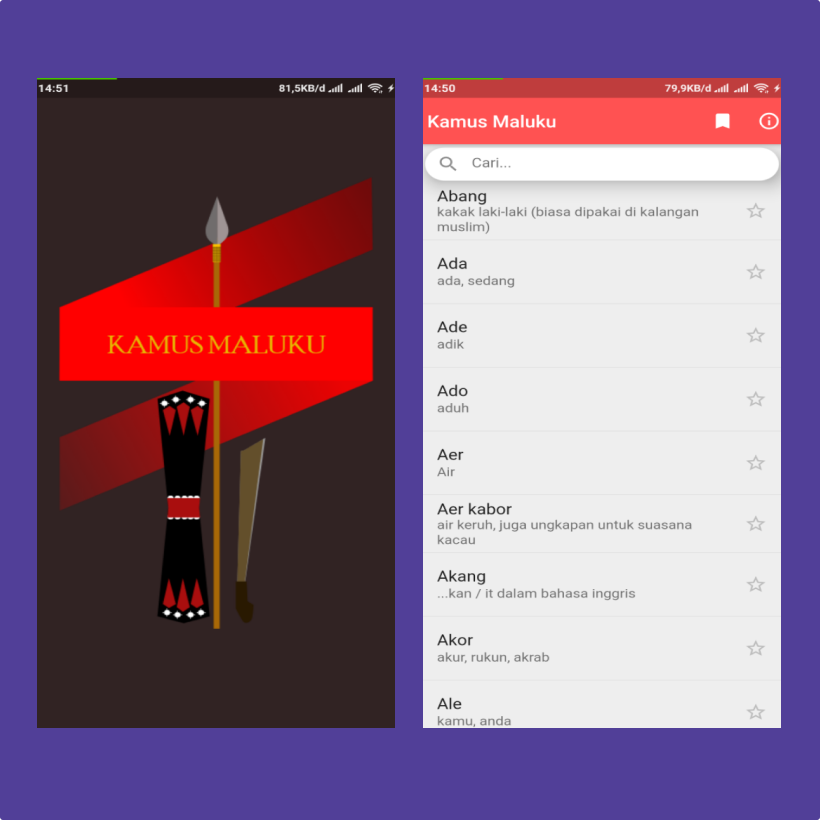 14:51
81,5KB/d
KAMUS MALUKU
14:50
79,9KB/d
Kamus Maluku
Cari...
Abang
kakak laki-laki (biasa dipakai di kalangan
muslim)
Ada
ada, sedang
Ade
adik
Ado
aduh
Aer
Air
Aer kabor
air keruh, juga ungkapan untuk suasana
kacau
Akang
...kan / it dalam bahasa inggris
Akor
akur, rukun, akrab
Ale
kamu, anda